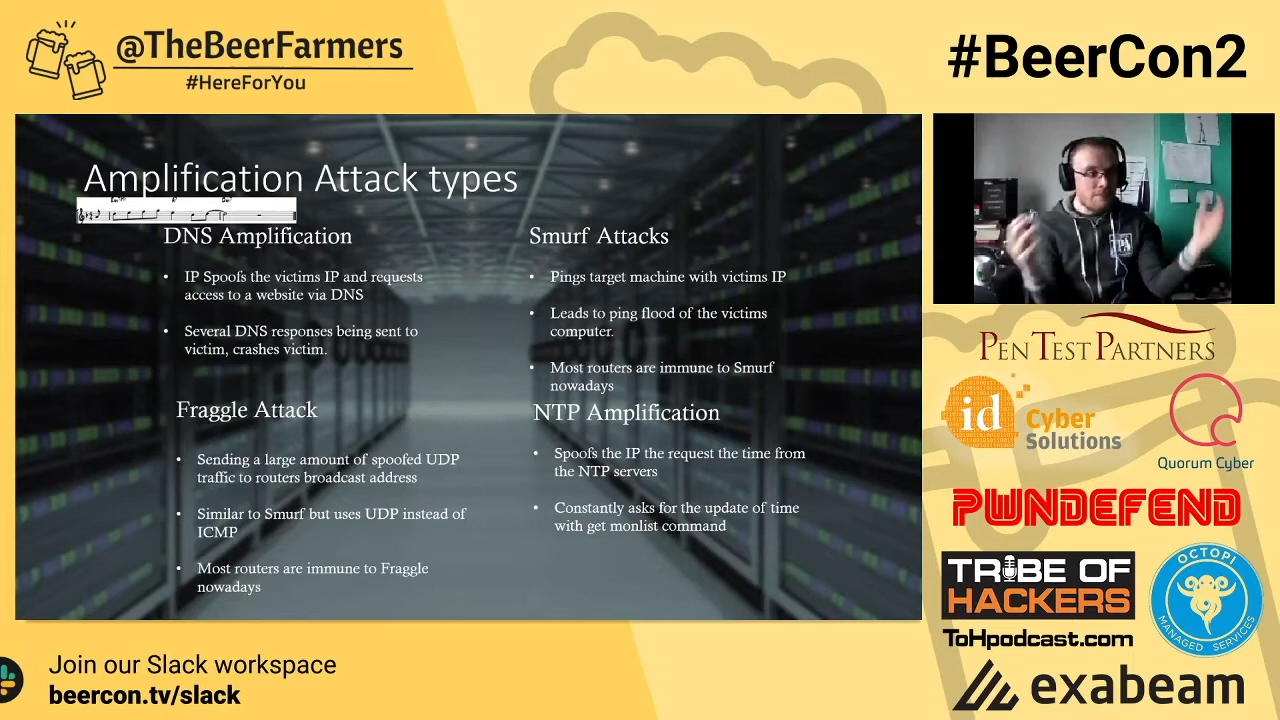 @TheBeerFarmers
#HereForYou
#BeerCon2
Amplification Attack types
DNS Amplification
• IP Spoofs the victims IP and requests
access to a website via DNS
• Several DNS responses being sent to
victim, crashes victim.
Smurf Attacks
• Pings target machine with victims IP
• Leads to ping flood of the victims
computer.
• Most routers are immune to Smurf
nowadays
Fraggle Attack
• Sending a large amount of spoofed UDP
traffic to routers broadcast address
• Similar to Smurf but uses UDP instead of
ICMP
• Most routers are immune to Fraggle
nowadays
NTP Amplification
• Spoofs the IP the request the time from
the NTP servers
• Constantly asks for the update of time
with get monlist command
PEN TEST PARTNERS
id Cyber
Solutions
Quorum Cyber
PWNDEFEND
TRIBE OF
HACKERS
ToHpodcast.com
OCTOPI
MANAGED SERVICES
exabeam
Join our Slack workspace
beercon.tv/slack